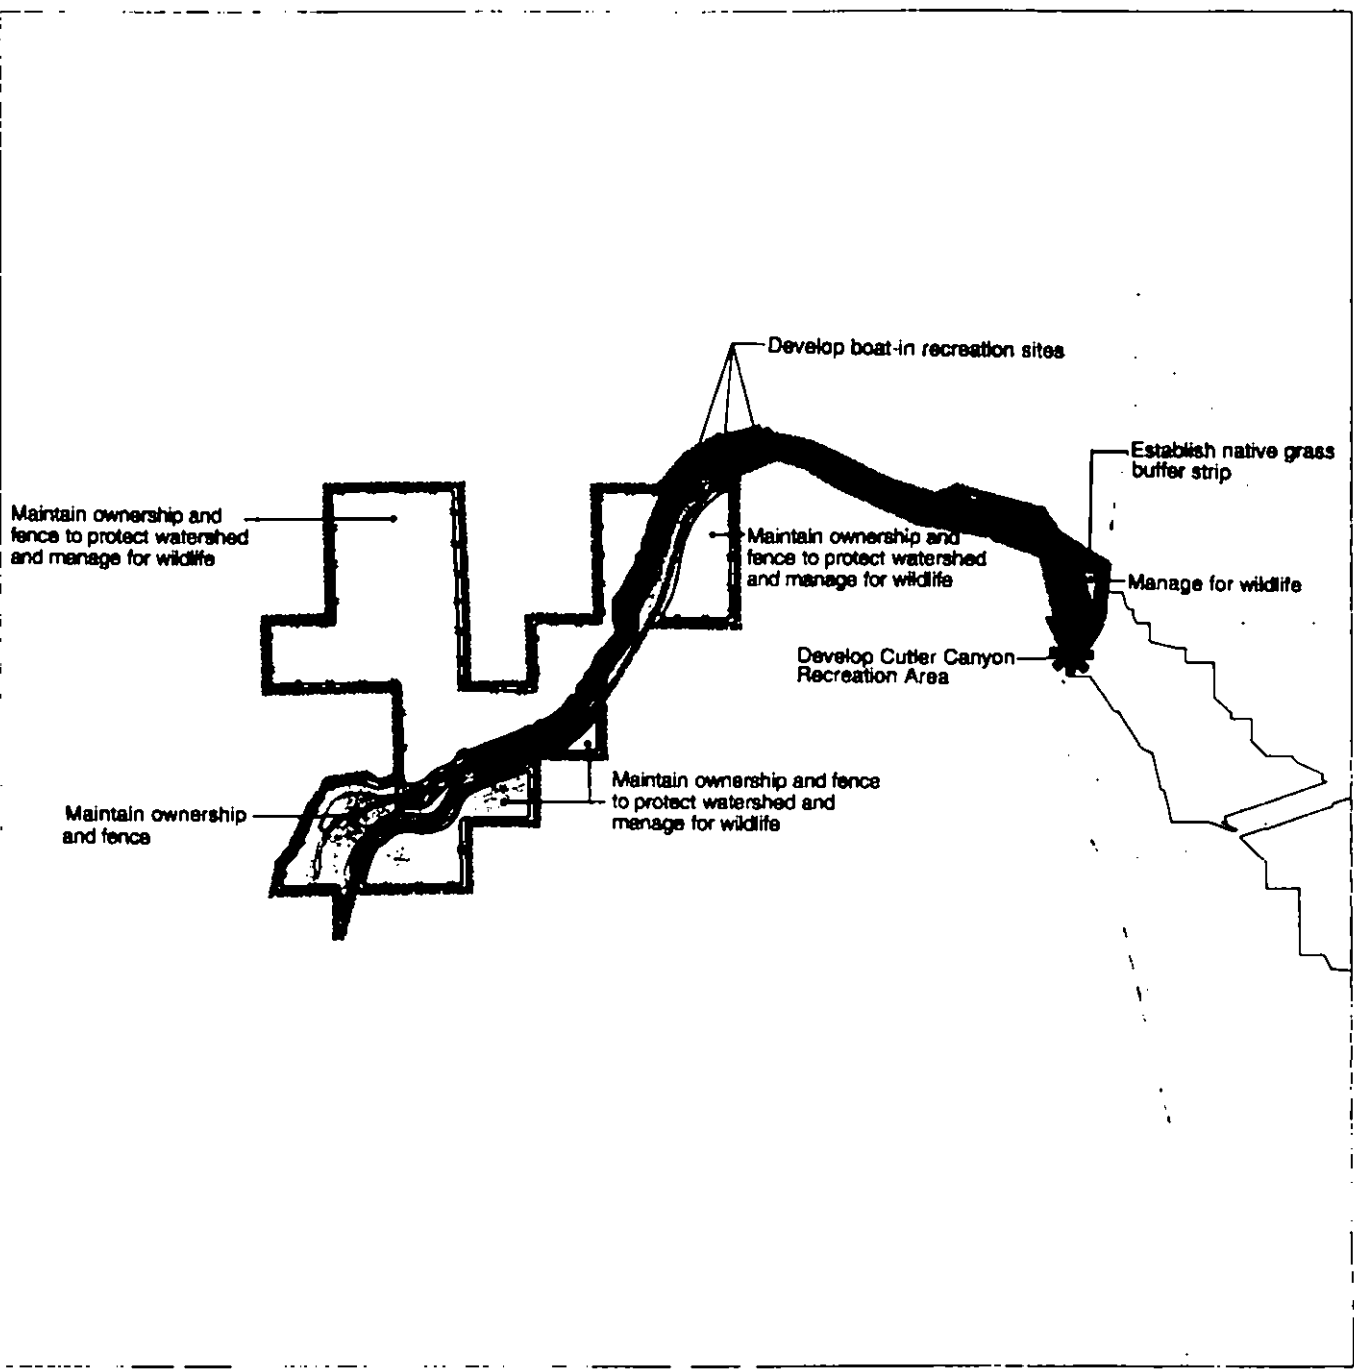 Develop boat-in recreation sites
Establish native grass
buffer strip
Maintain ownership and
fence to protect watershed
and manage for wildlife
Maintain ownership and
fence to protect watershed
and manage for wildlife
Manage for wildlife
Develop Cutler Canyon
Recreation Area
Maintain ownership and fence
to protect watershed and
manage for wildlife
Maintain ownership
and fence